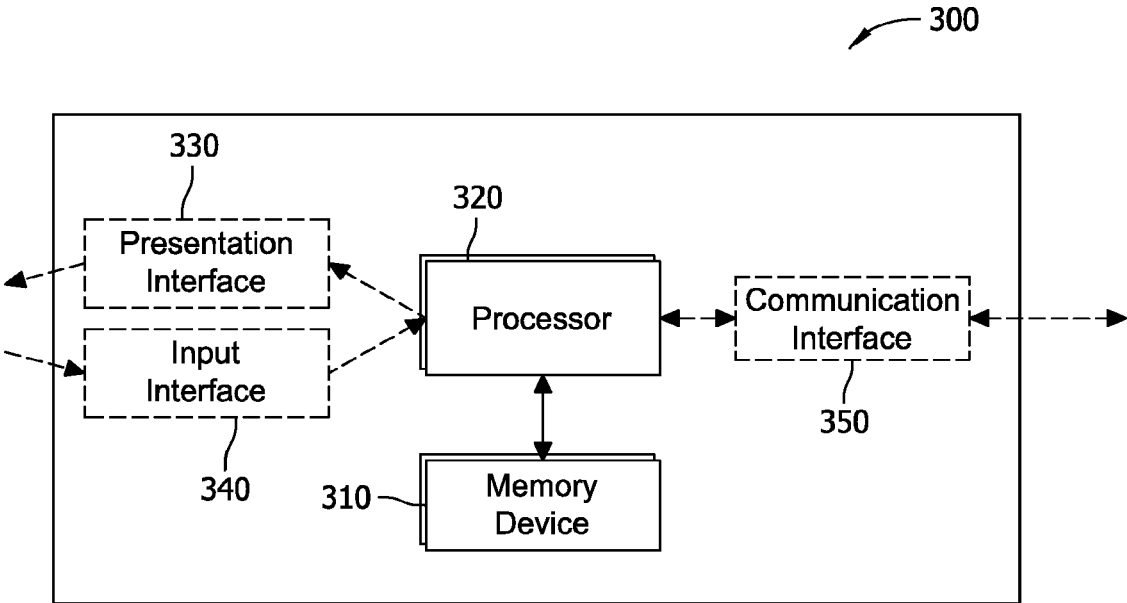 300
330
Presentation
Interface
320
Processor
Communication
Interface
350
Input
Interface
340
310
Memory
Device